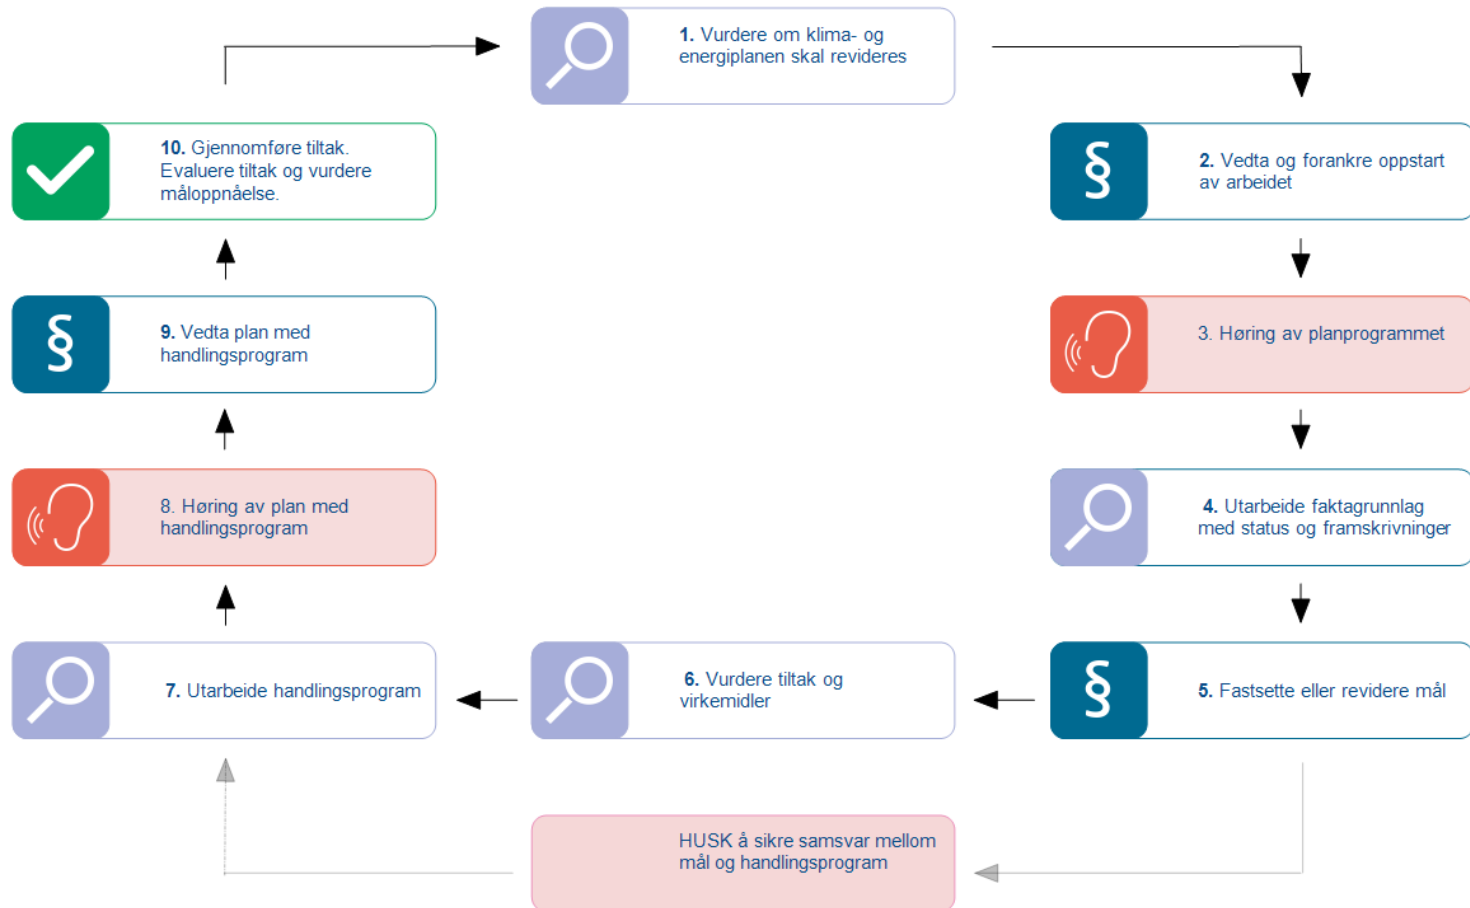 1. Vurdere om klima- og
energiplanen skal revideres
§
2. Vedta og forankre oppstart
av arbeidet
3. Høring av planprogrammet
4. Utarbeide faktagrunnlag
med status og framskrivninger
§
5. Fastsette eller revidere mål
6. Vurdere tiltak og
virkemidler
7. Utarbeide handlingsprogram
8. Høring av plan med
handlingsprogram
§
9. Vedta plan med
handlingsprogram
10. Gjennomføre tiltak.
Evaluere tiltak og vurdere
måloppnåelse.
HUSK å sikre samsvar mellom
mål og handlingsprogram